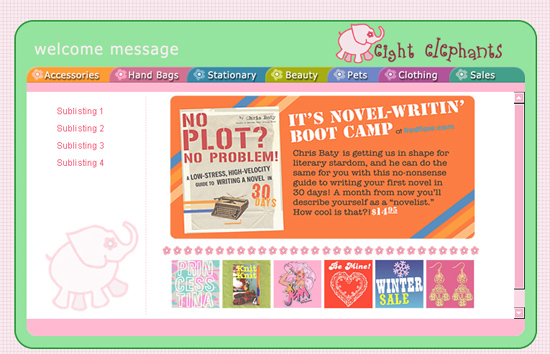 welcome message
eight elephants
Accessories
Hand Bags
Stationary
Beauty
Pets
Clothing
Sales
Sublisting 1
Sublisting 2
Sublisting 3
Sublisting 4
By Chris Baty
NO
PLOT?
NO PROBLEM!
A LOW-STRESS, HIGH-VELOCITY
GUIDE TO WRITING A NOVEL IN
30
DAYS
IT'S NOVEL-WRITIN'
BOOT CAMP at
Chris Baty is getting us in shape for
literary stardom, and he can do the
same for you with this no-nonsense
guide to writing your first novel in
30 days! A month from now you'll
describe yourself as a "novelist."
How cool is that?! $14.95
PRIN
CESS
TINA
Knit
Knit
Be Mine!
WINTER
SALE